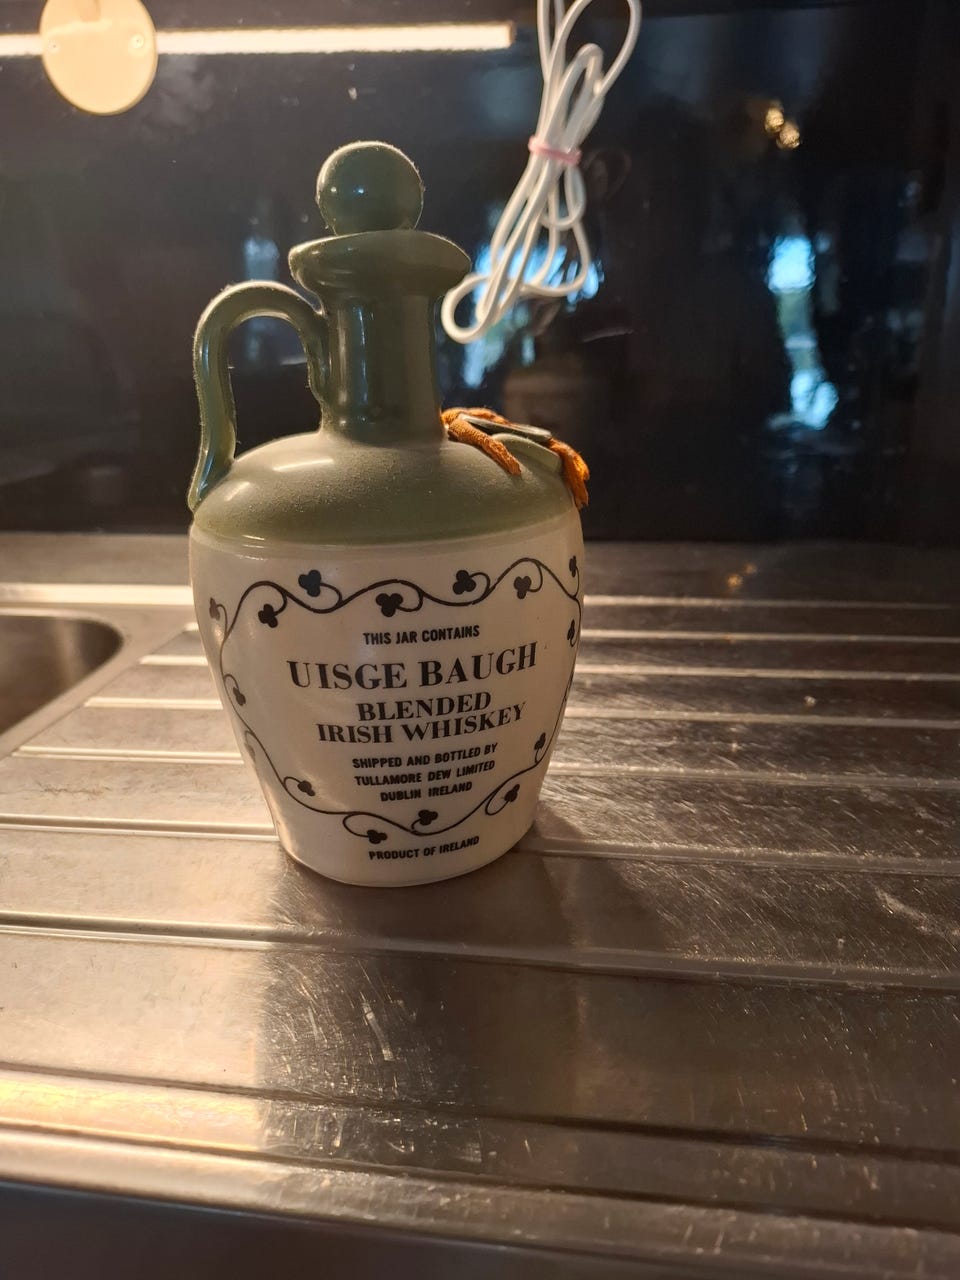 THIS JAR CONTAINS
UISGE BAUGH
BLENDED
IRISH WHISKEY
SHIPPED AND BOTTLED BY
TULLAMORE DEW LIMITED
DUBLIN IRELAND
PRODUCT OF IRELAND